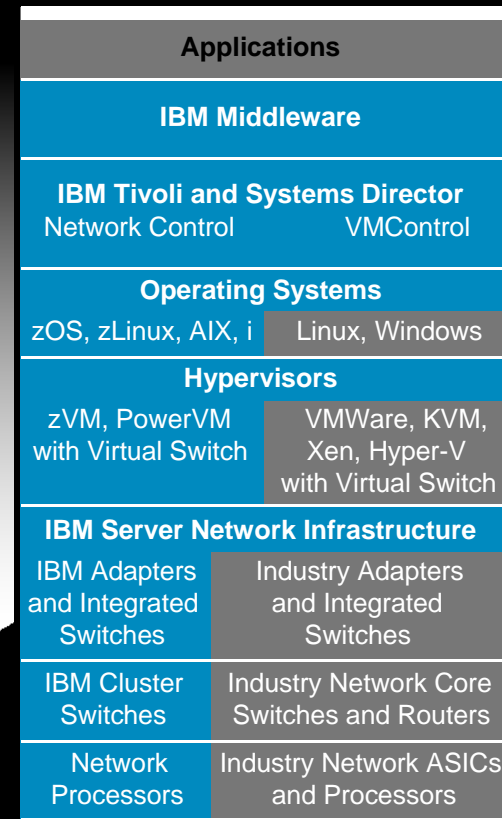 Applications
IBM Middleware
IBM Tivoli and Systems Director
Network Control VMControl
Operating Systems
zOS, zLinux, AIX, i
Linux, Windows
Hypervisors
zVM, PowerVM
with Virtual Switch
VMWare, KVM,
Xen, Hyper-V
with Virtual Switch
IBM Server Network Infrastructure
IBM Adapters
and Integrated
Switches
Industry Adapters
and Integrated
Switches
IBM Cluster
Switches
Industry Network Core
Switches and Routers
Network
Processors
Industry Network ASICs
and Processors